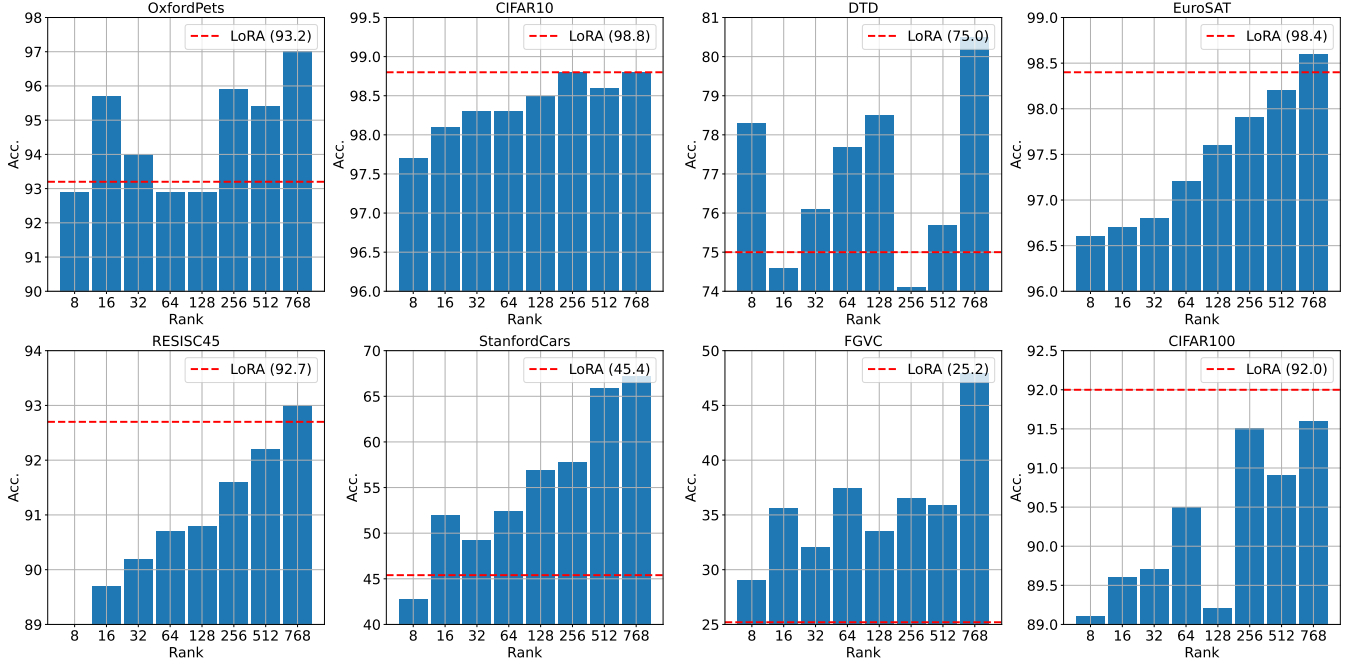 OxfordPets
LoRA (93.2)
98
97
96
95
94
93
92
91
90
Acc.
8 16 32 64 128 256 512 768
Rank
CIFAR10
LoRA (98.8)
99.5
99.0
98.5
98.0
97.5
97.0
96.5
96.0
Acc.
8 16 32 64 128 256 512 768
Rank
DTD
LoRA (75.0)
81
80
79
78
77
76
75
74
Acc.
8 16 32 64 128 256 512 768
Rank
EuroSAT
LoRA (98.4)
99.0
98.5
98.0
97.5
97.0
96.5
96.0
Acc.
8 16 32 64 128 256 512 768
Rank
RESISC45
LoRA (92.7)
94
93
92
91
90
89
Acc.
8 16 32 64 128 256 512 768
Rank
StanfordCars
LoRA (45.4)
70
65
60
55
50
45
40
Acc.
8 16 32 64 128 256 512 768
Rank
FGVC
LoRA (25.2)
50
45
40
35
30
25
Acc.
8 16 32 64 128 256 512 768
Rank
CIFAR100
LoRA (92.0)
92.5
92.0
91.5
91.0
90.5
90.0
89.5
89.0
Acc.
8 16 32 64 128 256 512 768
Rank